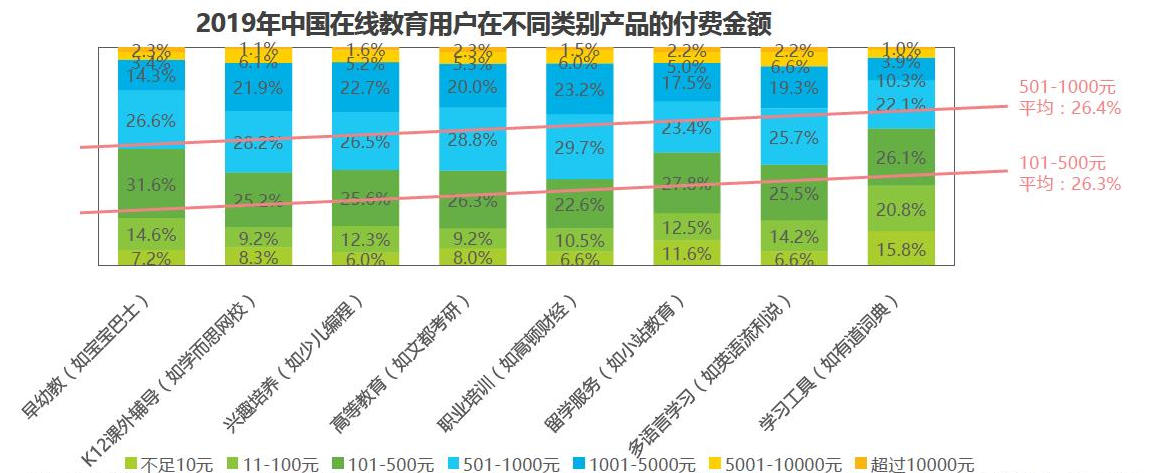 2019年中国在线教育用户在不同类别产品的付费金额
2.3% 1.1% 1.6% 2.3% 1.5% 2.2% 2.2% 1.0%
3.4% 6.1% 5.2% 5.3% 6.0% 5.0% 6.6% 3.9%
14.3% 21.9% 22.7% 20.0% 23.2% 17.5% 19.3% 10.3%
26.6% 28.2% 26.5% 28.8% 29.7% 23.4% 25.7% 22.1%
31.6% 25.2% 25.6% 26.3% 22.6% 27.8% 25.5% 26.1%
14.6% 9.2% 12.3% 9.2% 10.5% 12.5% 14.2% 20.8%
7.2% 8.3% 6.0% 8.0% 6.6% 11.6% 6.6% 15.8%
501-1000元
平均：26.4%
101-500元
平均：26.3%
早幼教（如宝宝巴士）
K12课外辅导（如学而思网校）
兴趣培养（如少儿编程）
高等教育（如文都考研）
职业培训（如高顿财经）
留学服务（如小站教育）
多语言学习（如英语流利说）
学习工具（如有道词典）
不足10元 11-100元 101-500元 501-1000元 1001-5000元 5001-10000元 超过10000元